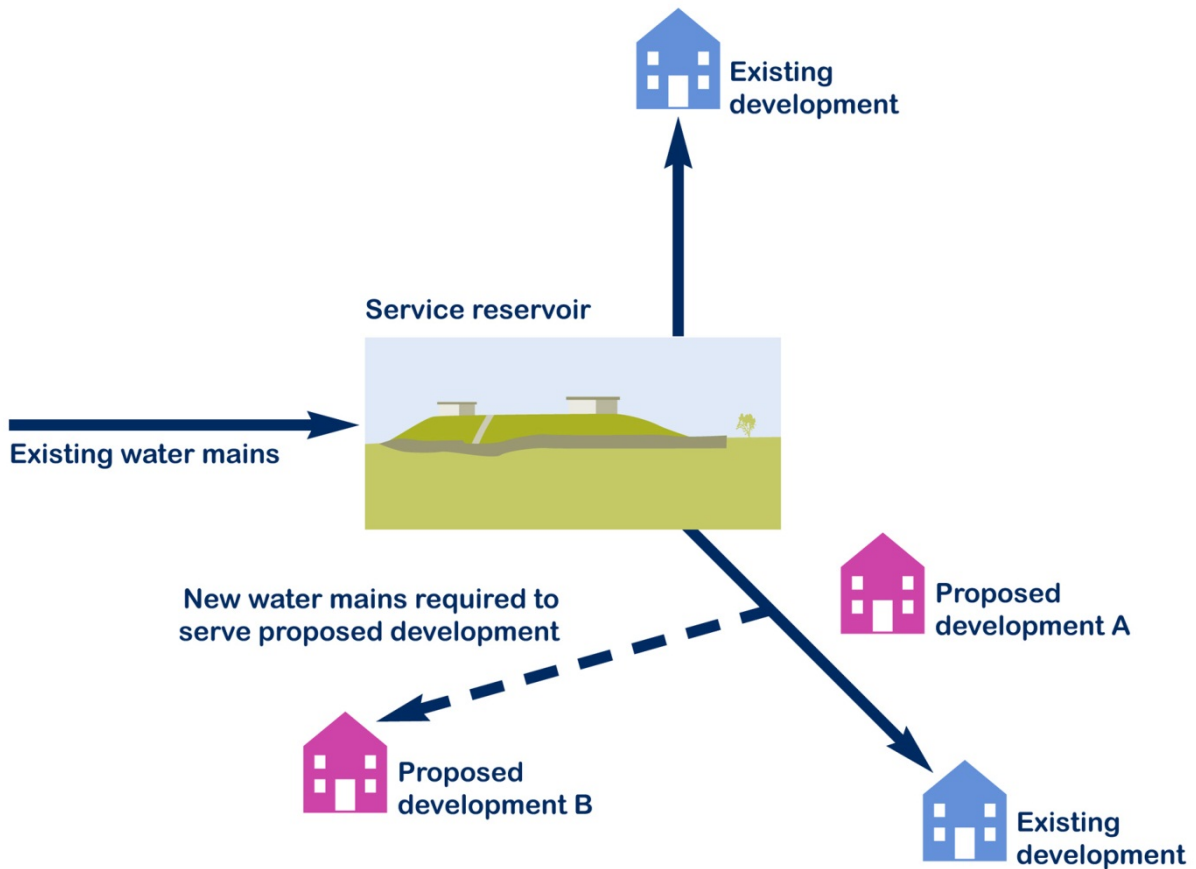 Existing
development
Service reservoir
Existing water mains
New water mains required to
serve proposed development
Proposed
development A
Proposed
development B
Existing
development